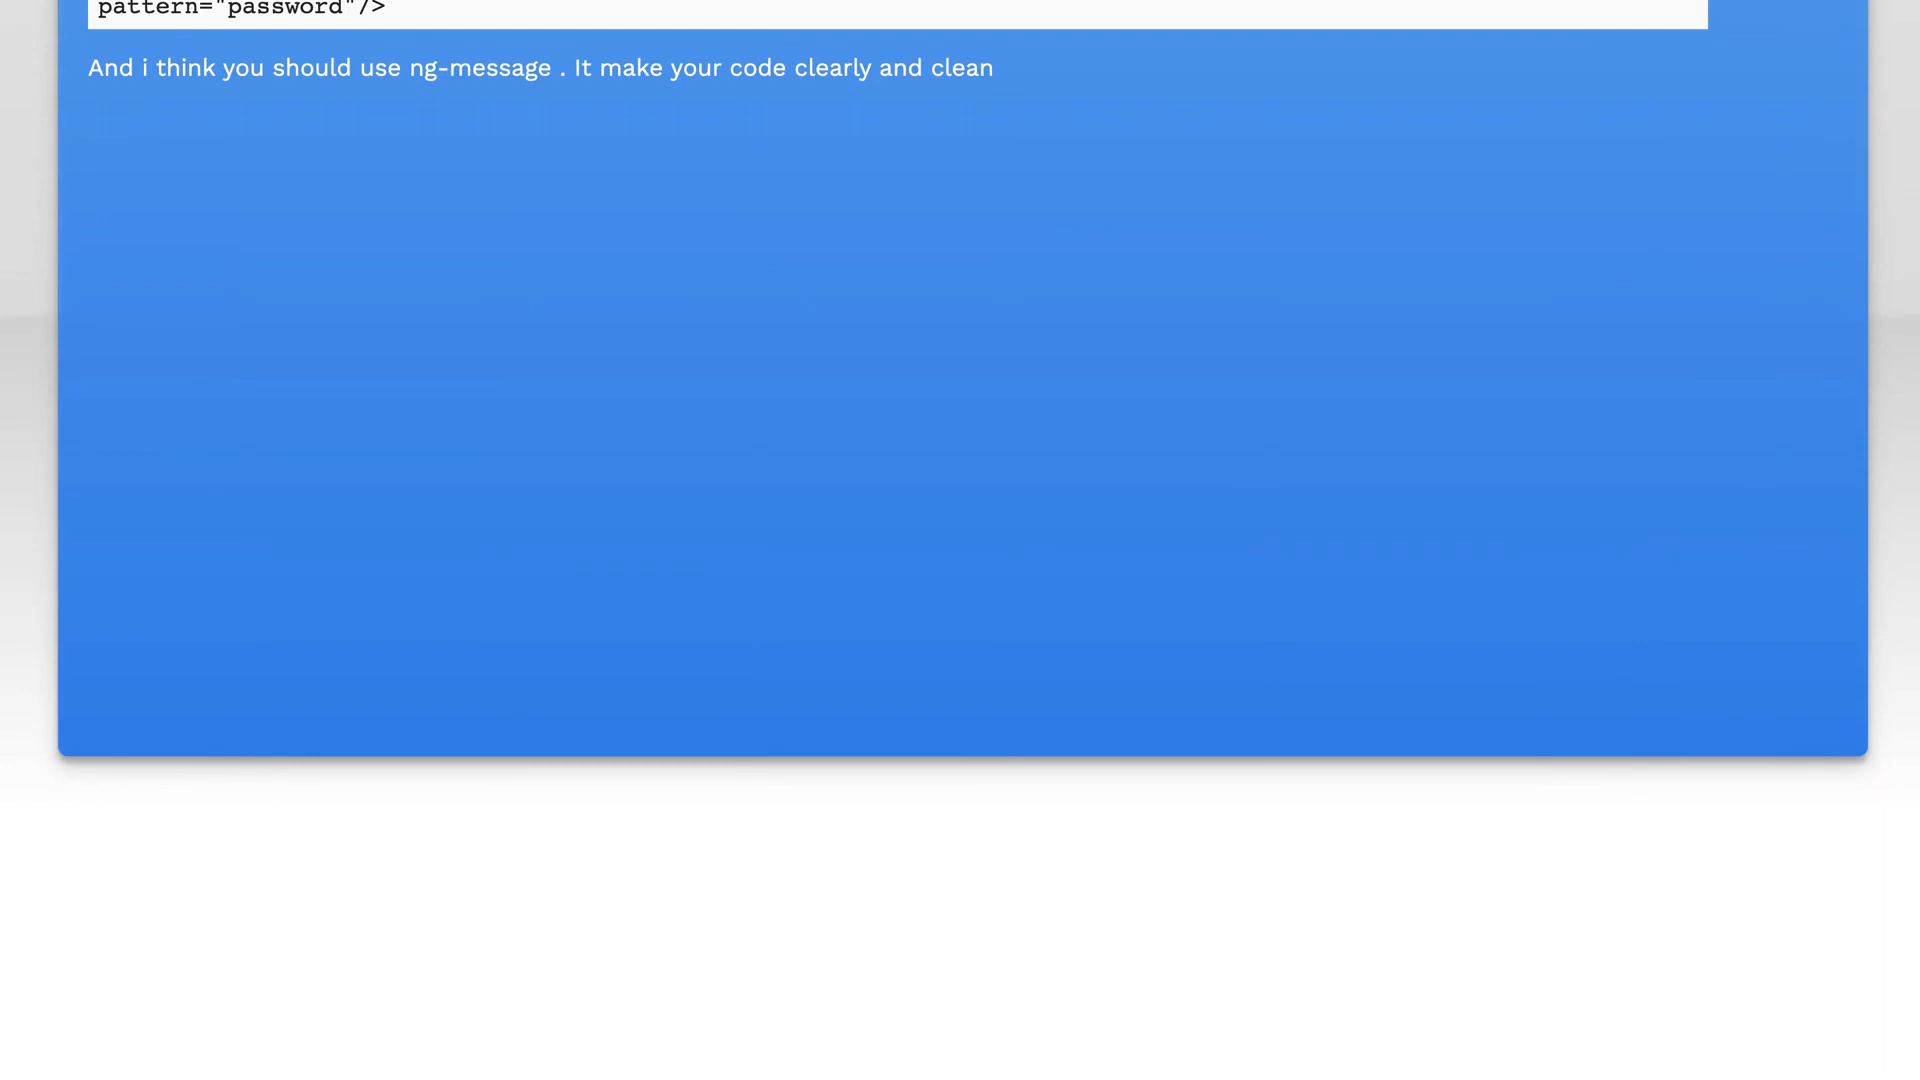 pattern="password"/>
And i think you should use ng-message . It make your code clearly and clean